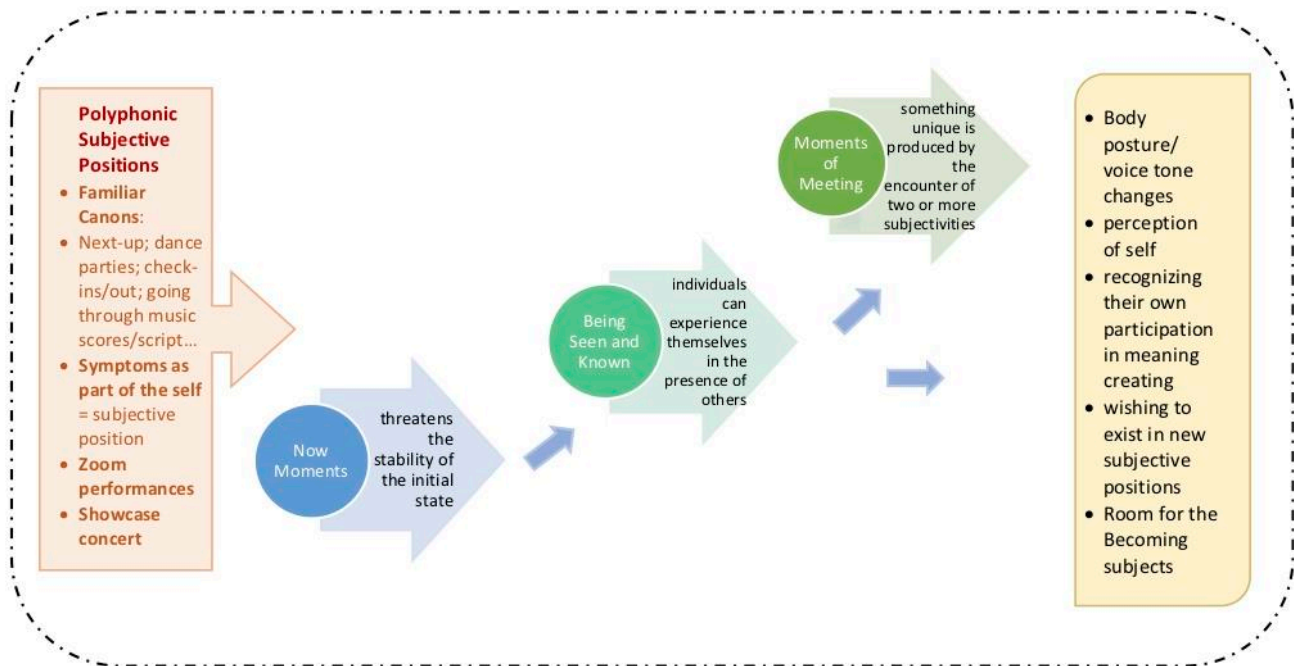 Polyphonic
Subjective
Positions
• Familiar
Canons:
• Next-up; dance
parties; check-
ins/out; going
through music
scores/script...
• Symptoms as
part of the self
= subjective
position
• Zoom
performances
• Showcase
concert
Now
Moments
threatens
the
stability of
the initial
state
Being
Seen and
Known
individuals
can
experience
themselves
in the
presence of
others
Moments
of
Meeting
something
unique is
produced by
the
encounter of
two or more
subjectivities
• Body
posture/
voice tone
changes
• perception
of self
• recognizing
their own
participation
in meaning
creating
• wishing to
exist in new
subjective
positions
• Room for the
Becoming
subjects